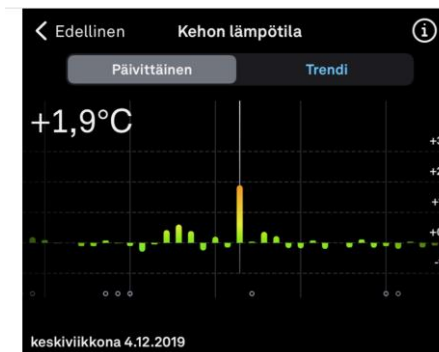 Edellinen
Kehon lämpötila
Päivittäinen
Trendi
+1,9°C
keskiviikkona 4.12.2019